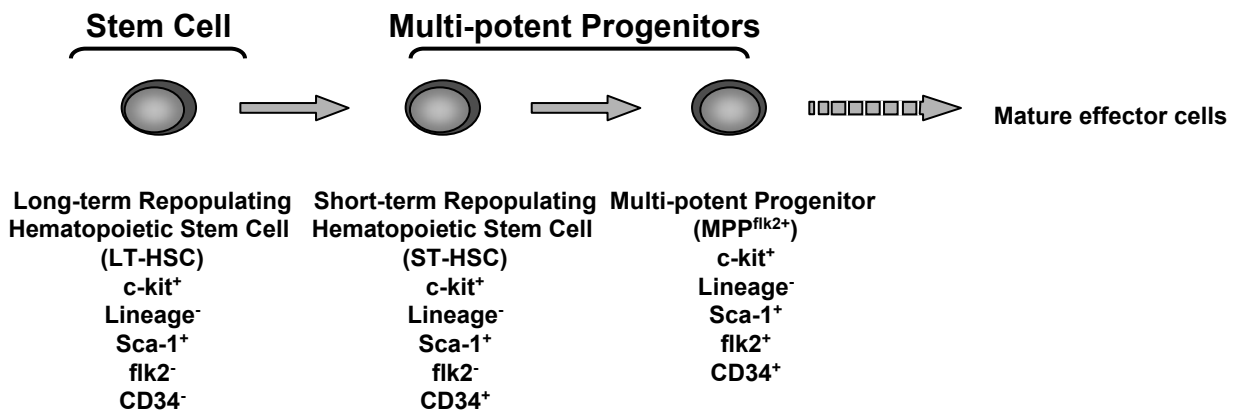 Stem Cell
Multi-potent Progenitors
Mature effector cells
Long-term Repopulating
Hematopoietic Stem Cell
(LT-HSC)
c-kit⁺
Lineage⁻
Sca-1⁺
flk2⁻
CD34⁻
Short-term Repopulating
Hematopoietic Stem Cell
(ST-HSC)
c-kit⁺
Lineage⁻
Sca-1⁺
flk2⁻
CD34⁺
Multi-potent Progenitor
(MPPᶠˡᵏ²⁺)
c-kit⁺
Lineage⁻
Sca-1⁺
flk2⁺
CD34⁺